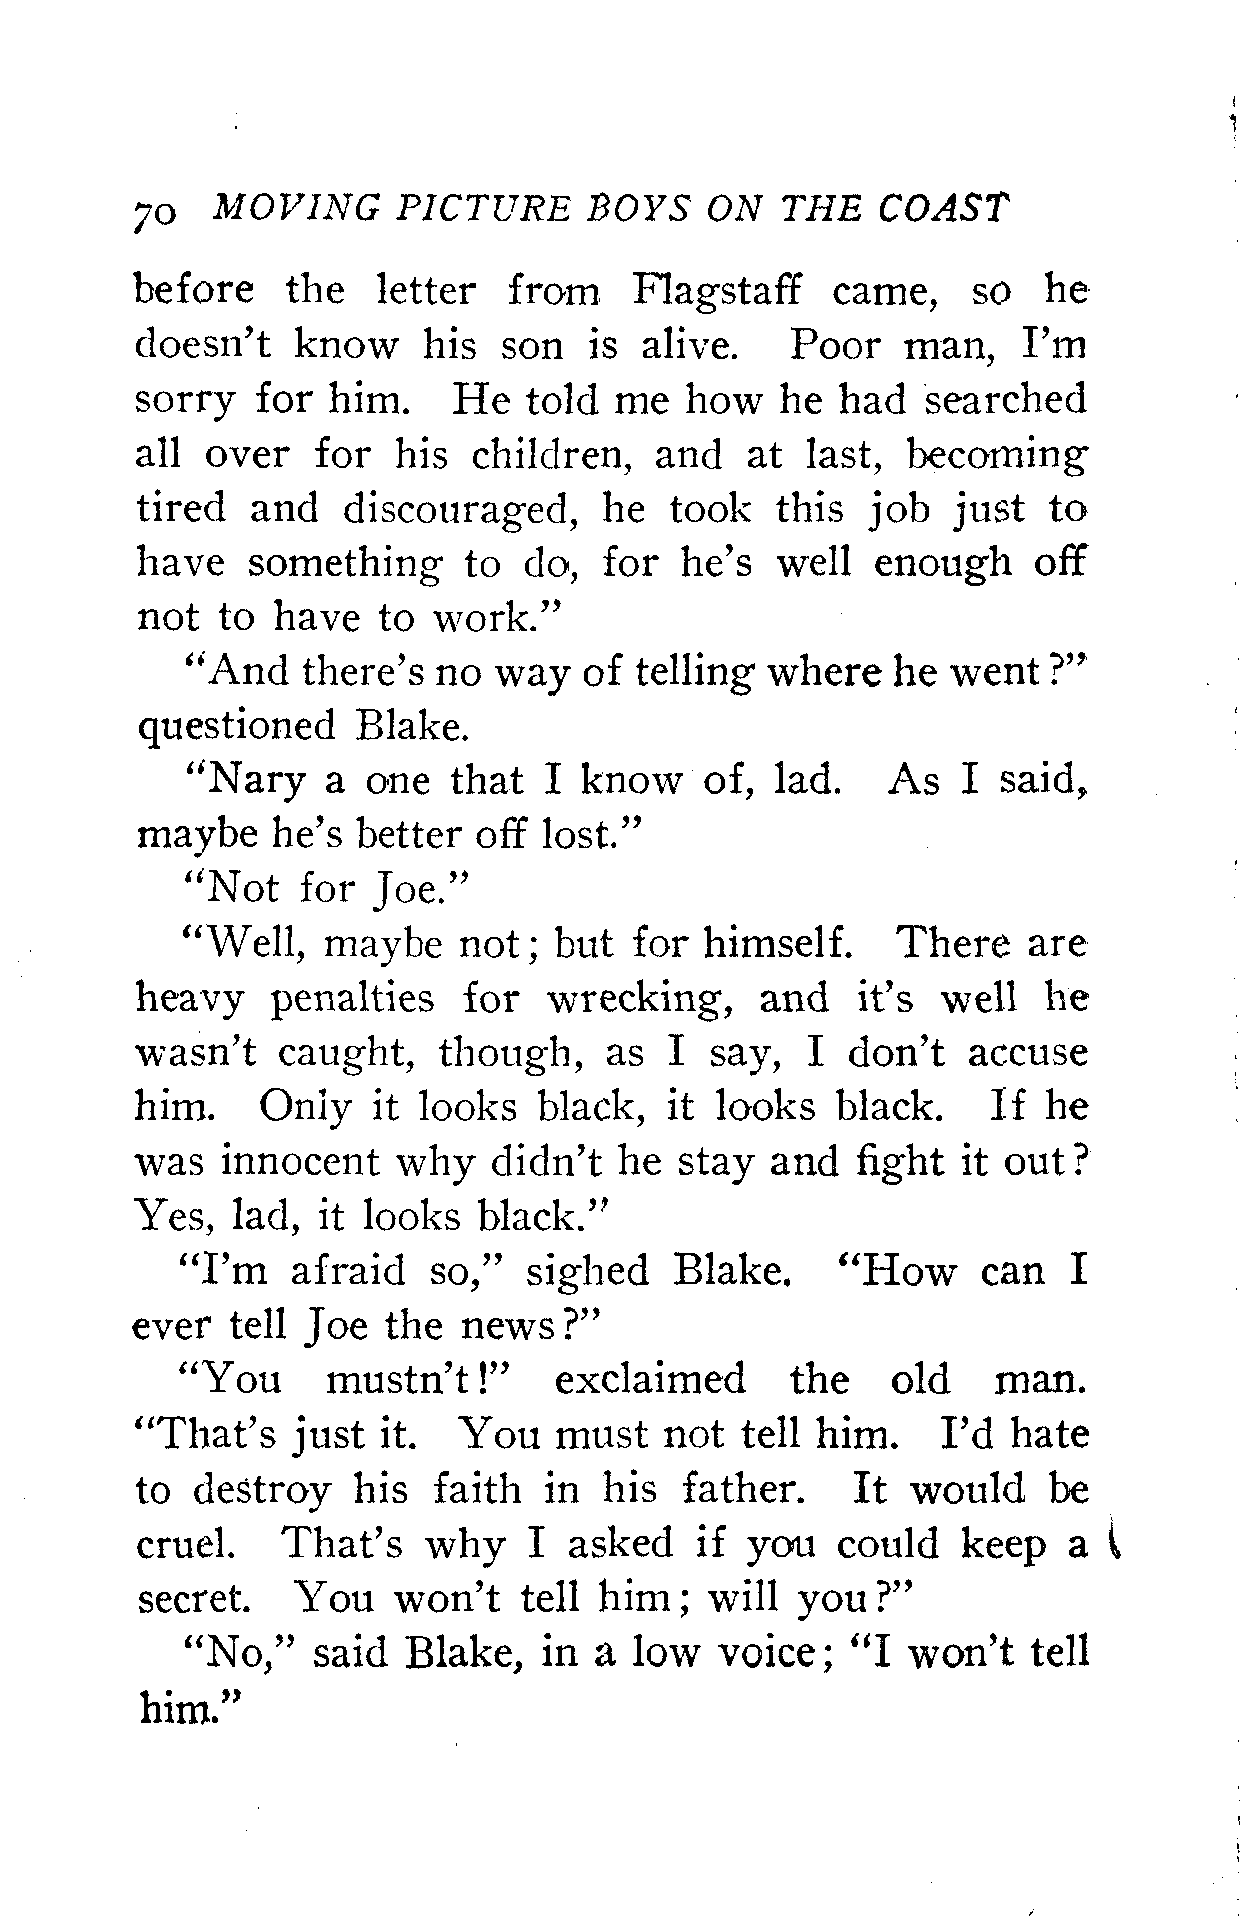 70 MOVING PICTURE BOYS ON THE COAST
before the letter from Flagstaff came, so he
doesn't know his son is alive. Poor man, I'm
sorry for him. He told me how he had searched
all over for his children, and at last, becoming
tired and discouraged, he took this job just to
have something to do, for he's well enough off
not to have to work."
"And there's no way of telling where he went?"
questioned Blake.
"Nary a one that I know of, lad. As I said,
maybe he's better off lost."
"Not for Joe."
"Well, maybe not; but for himself. There are
heavy penalties for wrecking, and it's well he
wasn't caught, though, as I say, I don't accuse
him. Only it looks black, it looks black. If he
was innocent why didn't he stay and fight it out?
Yes, lad, it looks black."
"I'm afraid so," sighed Blake. "How can I
ever tell Joe the news?"
"You mustn't!" exclaimed the old man.
"That's just it. You must not tell him. I'd hate
to destroy his faith in his father. It would be
cruel. That's why I asked if you could keep a
secret. You won't tell him; will you?"
"No," said Blake, in a low voice; "I won't tell
him."